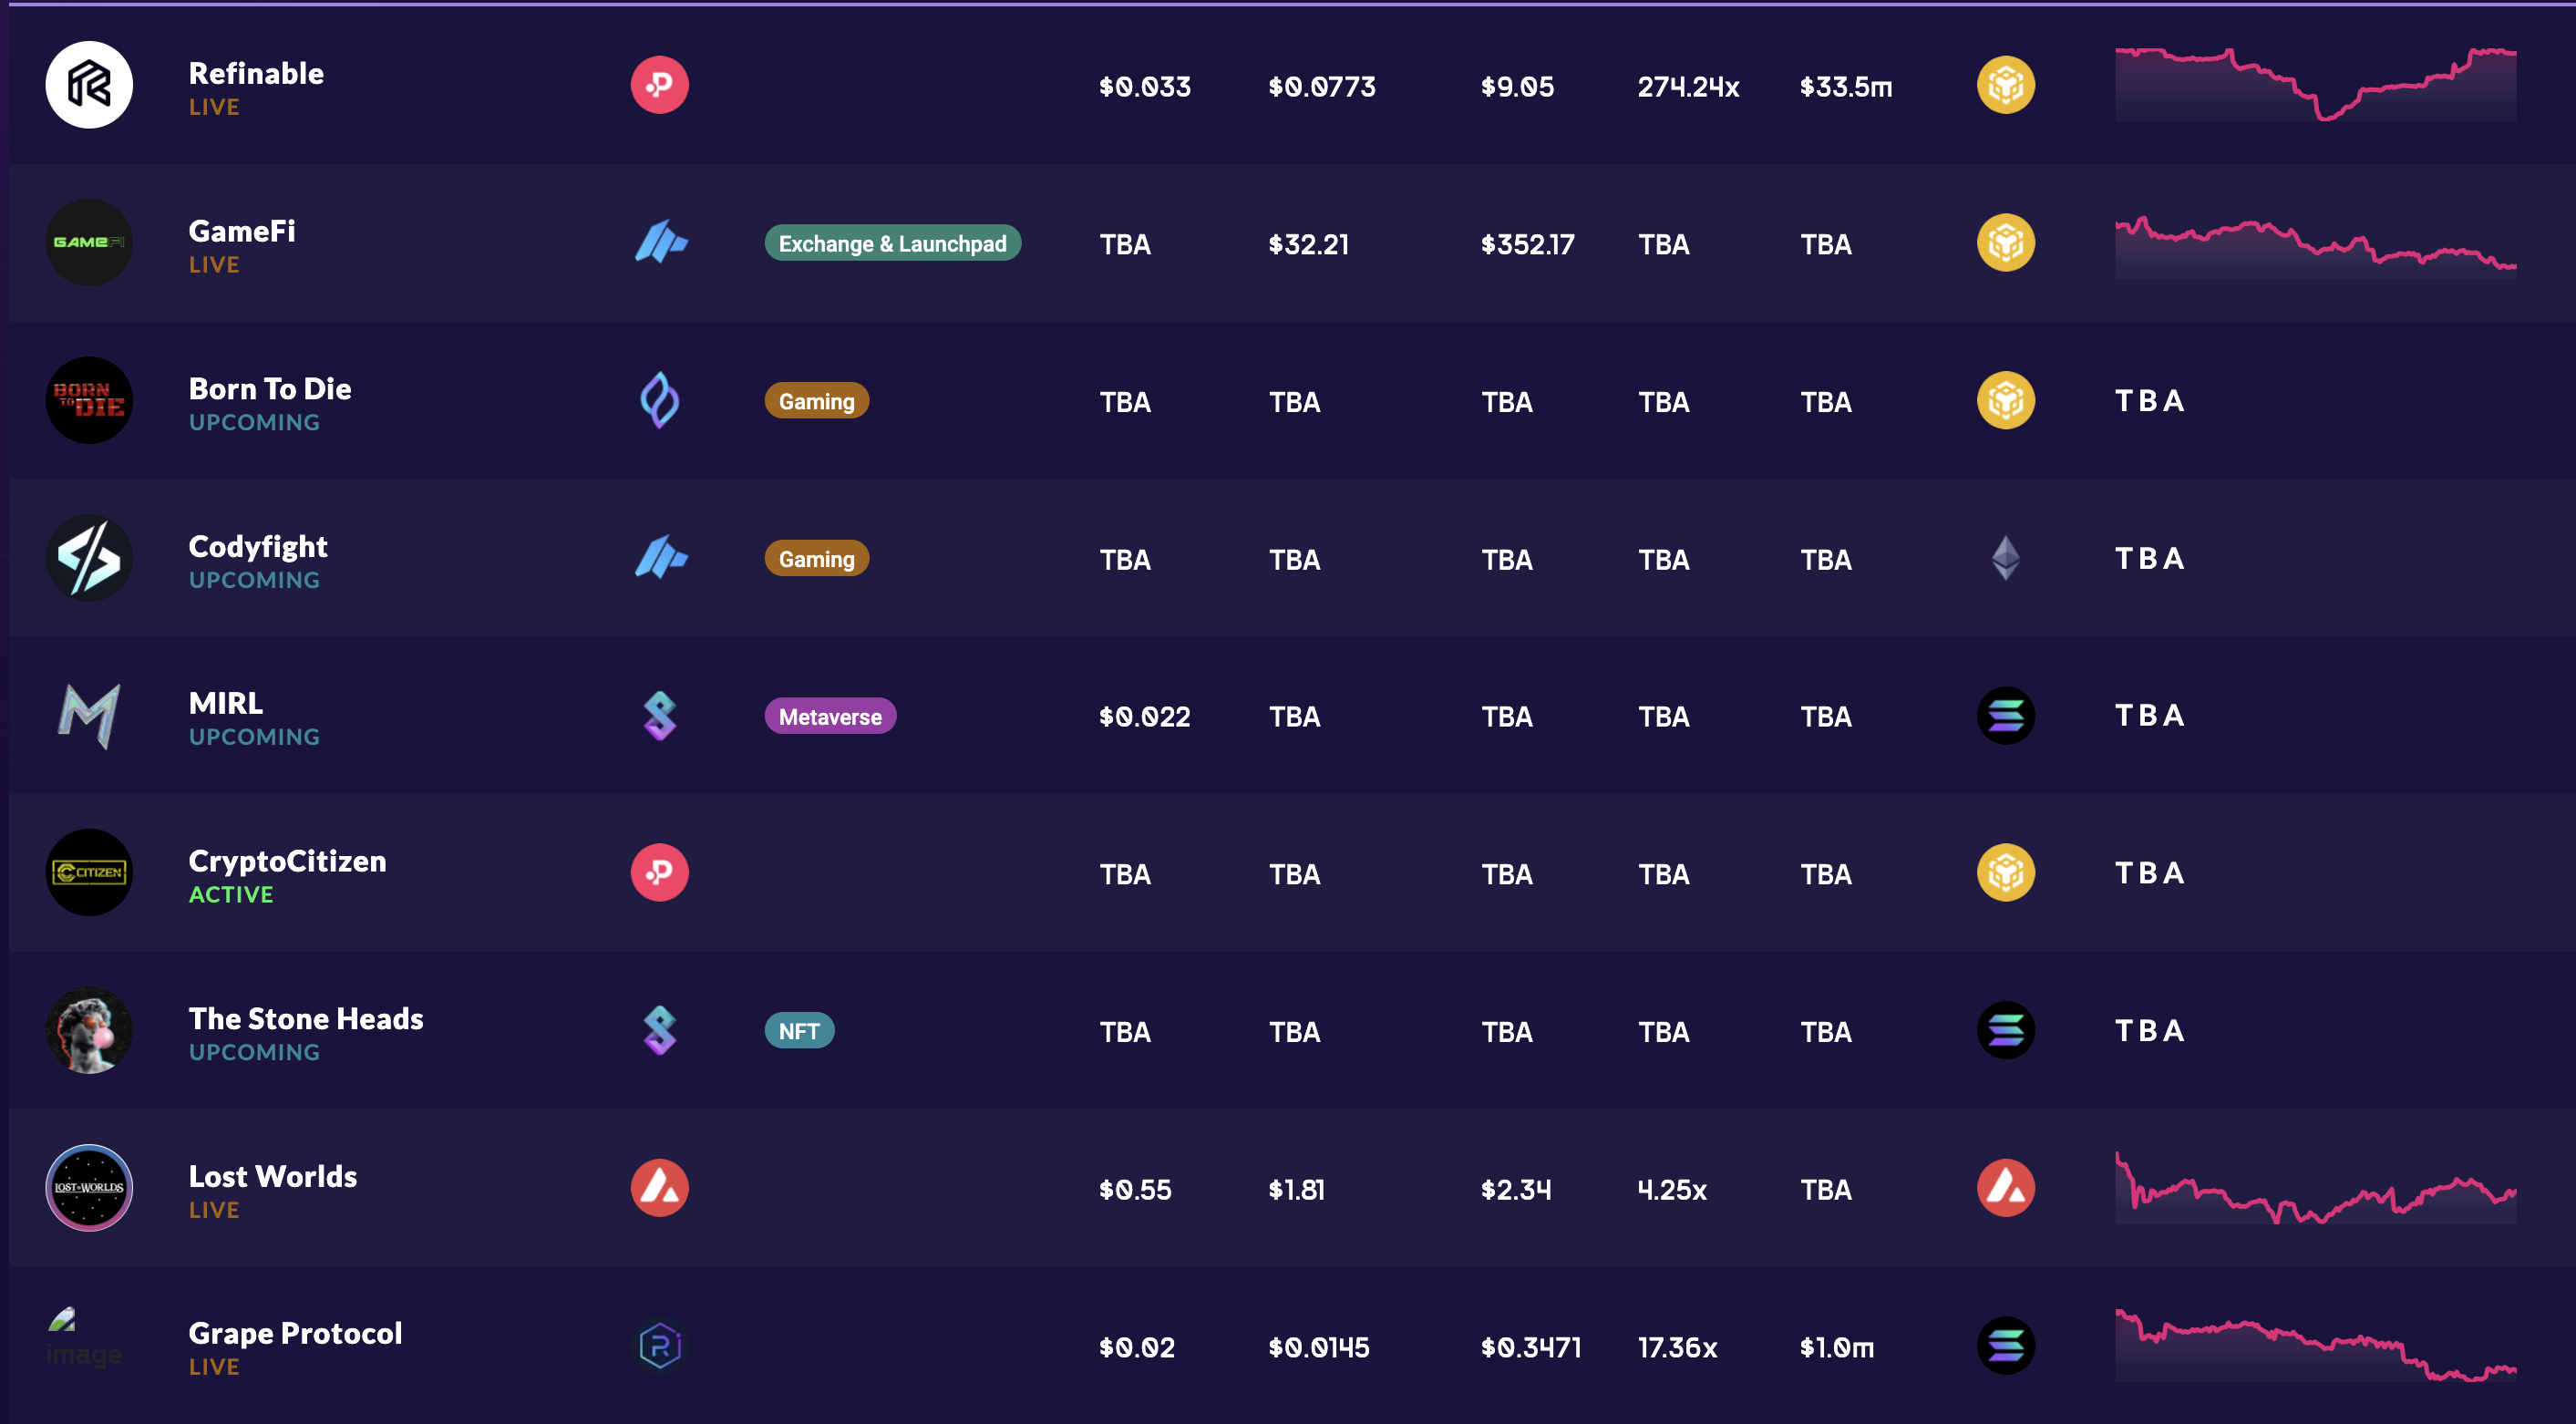 Refinable
LIVE
$0.033 $0.0773 $9.05 274.24x $33.5m
GAMEFI
GameFi
LIVE
Exchange & Launchpad
TBA $32.21 $352.17 TBA TBA
BORN
TO DIE
Born To Die
UPCOMING
Gaming
TBA TBA TBA TBA TBA TBA
Codyfight
UPCOMING
Gaming
TBA TBA TBA TBA TBA TBA
MIRL
UPCOMING
Metaverse
$0.022 TBA TBA TBA TBA TBA
CITIZEN
CryptoCitizen
ACTIVE
TBA TBA TBA TBA TBA TBA
The Stone Heads
UPCOMING
NFT
TBA TBA TBA TBA TBA TBA
LOST WORLDS
Lost Worlds
LIVE
$0.55 $1.81 $2.34 4.25x TBA
image
Grape Protocol
LIVE
$0.02 $0.0145 $0.3471 17.36x $1.0m